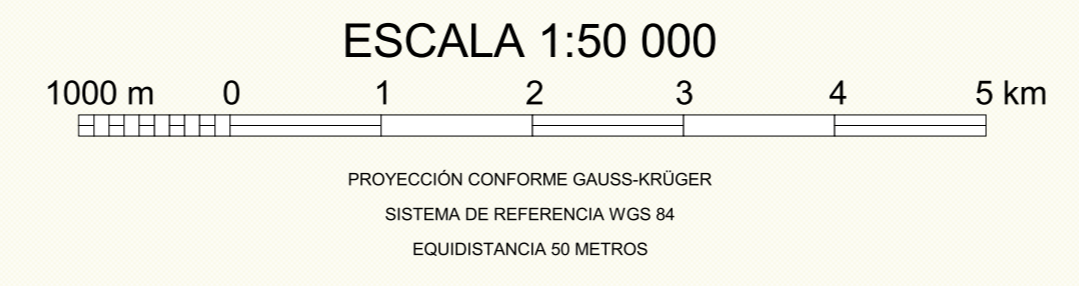 ESCALA 1:50 000
1000 m 0 1 2 3 4 5 km
PROYECCIÓN CONFORME GAUSS-KRÜGER
SISTEMA DE REFERENCIA WGS 84
EQUIDISTANCIA 50 METROS